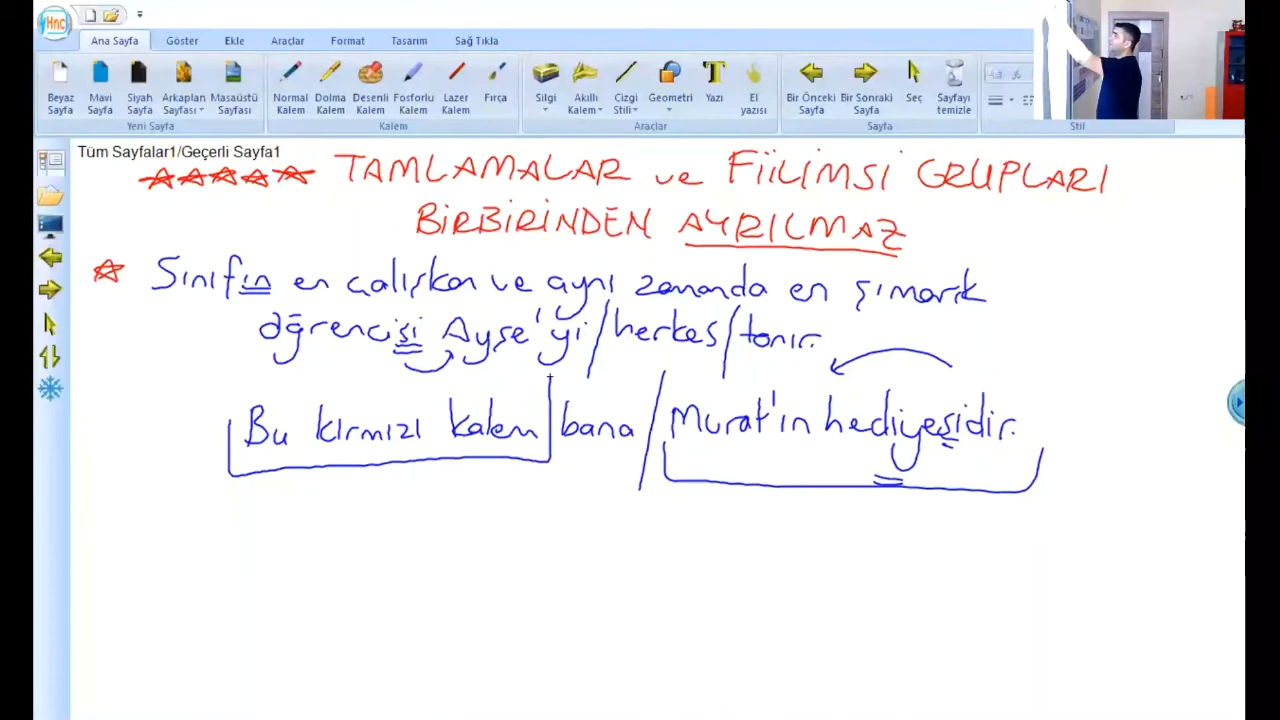 Hnc
Ana Sayfa Göster Ekle Araçlar Format Tasarım Sağ Tıkla
Beyaz Sayfa Mavi Sayfa Siyah Sayfa Arkaplan Sayfası Masaüstü Sayfası
Normal Kalem Dolma Kalem Desenli Kalem Fosforlu Kalem Lazer Kalem Fırça
Silgi Akıllı Kalem Çizgi Stili Geometri Yazı El yazısı
Bir Önceki Sayfa Bir Sonraki Sayfa Seç Sayfayı temizle
Yeni Sayfa Kalem Araçlar Sayfa Stil
Tüm Sayfalar1/Geçerli Sayfa1
TAMLAMALAR ve FİİLİMSİ GRUPLARI
BİRBİRİNDEN AYRILMAZ
Sınıfın en çalışkan ve aynı zamanda en şımarık
öğrencisi Ayşe'yi / herkes / tanır.
Bu kırmızı kalem bana / Murat'ın hediyesidir.